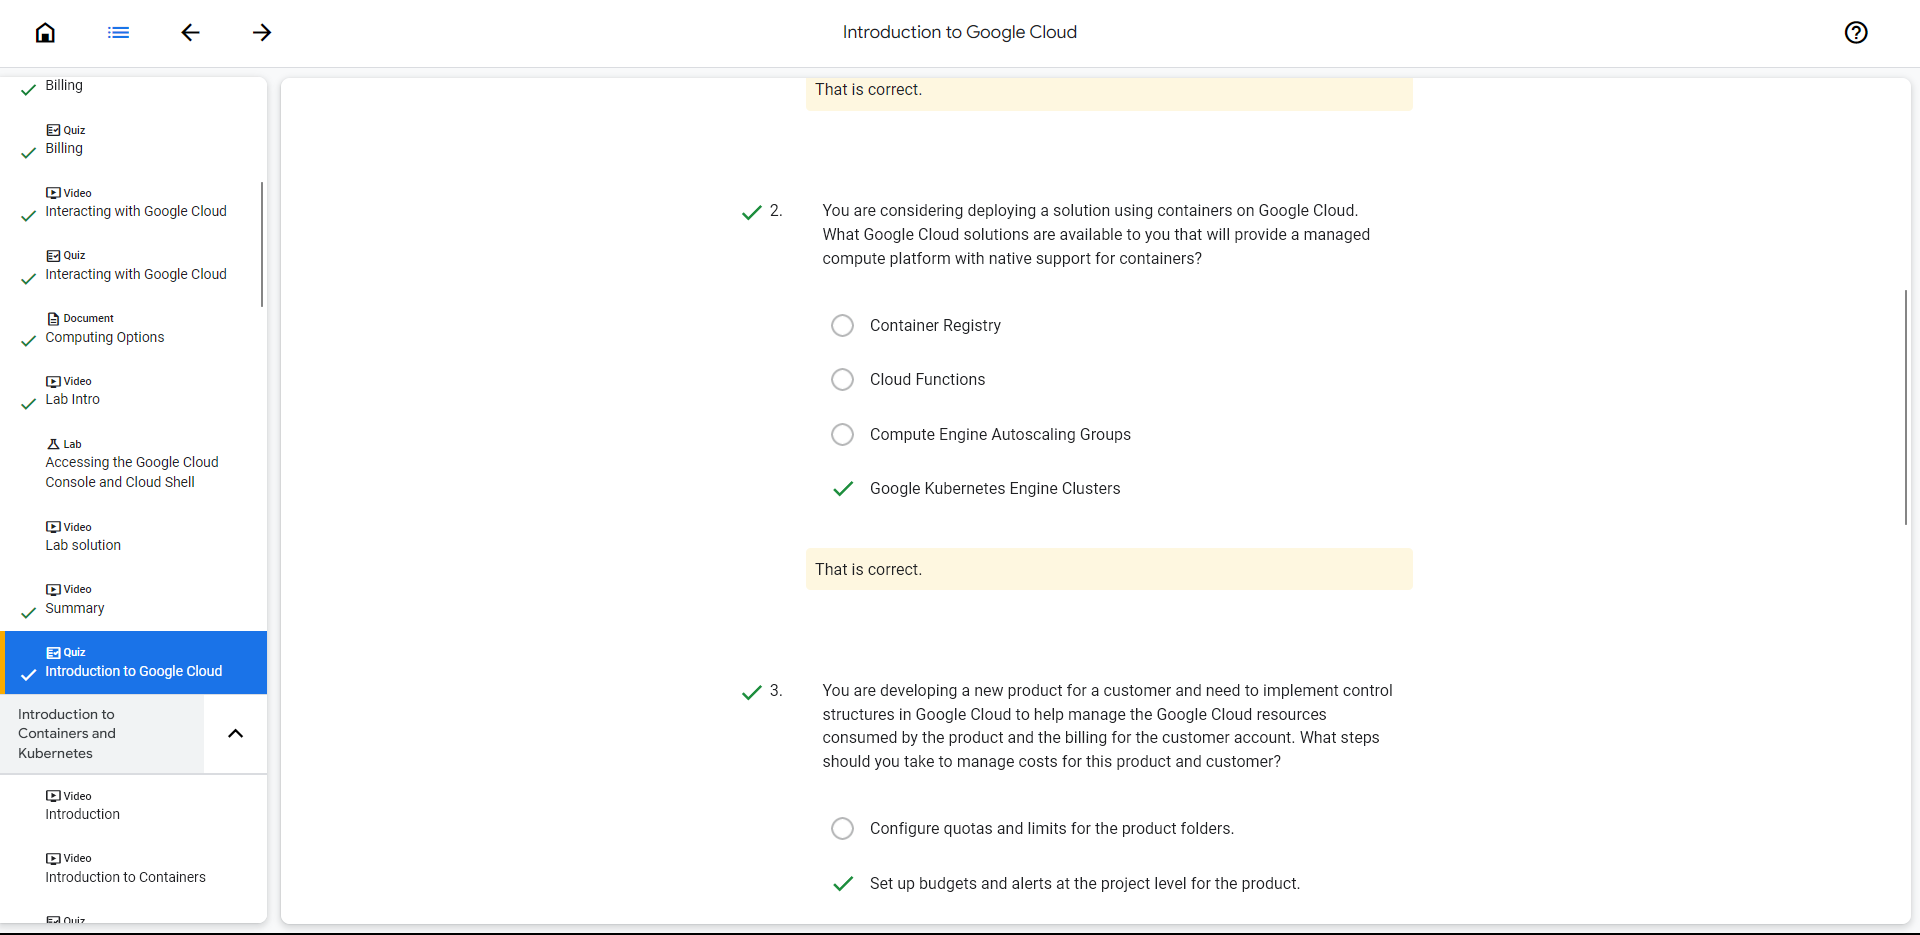 Introduction to Google Cloud
Billing
Quiz
Billing
Video
Interacting with Google Cloud
Quiz
Interacting with Google Cloud
Document
Computing Options
Video
Lab Intro
Lab
Accessing the Google Cloud
Console and Cloud Shell
Video
Lab solution
Video
Summary
Quiz
Introduction to Google Cloud
Introduction to
Containers and
Kubernetes
Video
Introduction
Video
Introduction to Containers
Quiz
That is correct.
2. You are considering deploying a solution using containers on Google Cloud.
What Google Cloud solutions are available to you that will provide a managed
compute platform with native support for containers?
Container Registry
Cloud Functions
Compute Engine Autoscaling Groups
Google Kubernetes Engine Clusters
That is correct.
3. You are developing a new product for a customer and need to implement control
structures in Google Cloud to help manage the Google Cloud resources
consumed by the product and the billing for the customer account. What steps
should you take to manage costs for this product and customer?
Configure quotas and limits for the product folders.
Set up budgets and alerts at the project level for the product.